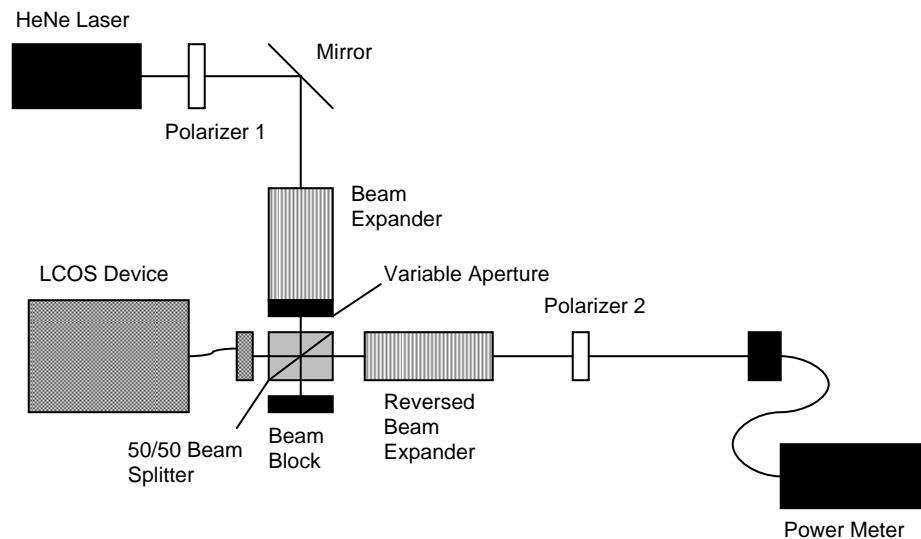 HeNe Laser
Mirror
Polarizer 1
Beam
Expander
LCOS Device
Variable Aperture
Polarizer 2
50/50 Beam
Splitter
Beam
Block
Reversed
Beam
Expander
Power Meter